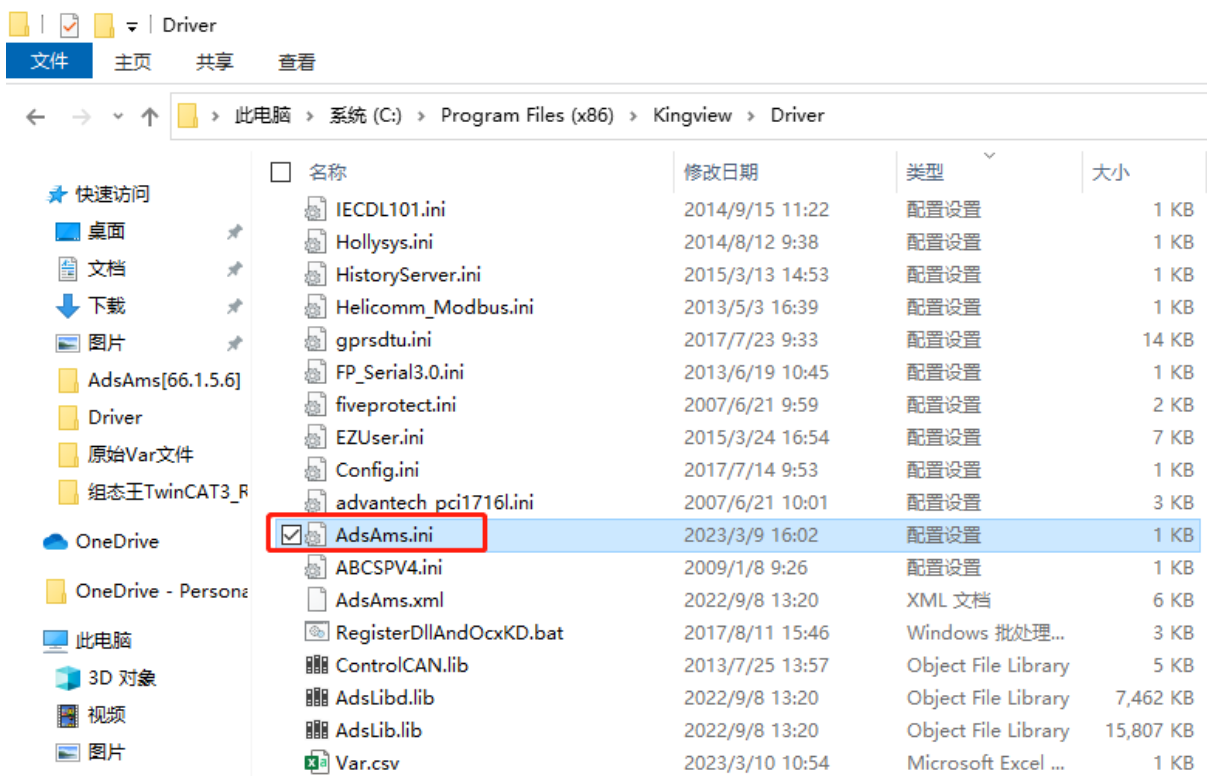 Driver
文件 主页 共享 查看
此电脑 › 系统 (C:) › Program Files (x86) › Kingview › Driver
快速访问
桌面
文档
下载
图片
AdsAms[66.1.5.6]
Driver
原始Var文件
组态王TwinCAT3_R
OneDrive
OneDrive - Persona
此电脑
3D 对象
视频
图片
名称 修改日期 类型 大小
IECDL101.ini 2014/9/15 11:22 配置设置 1 KB
Hollysys.ini 2014/8/12 9:38 配置设置 1 KB
HistoryServer.ini 2015/3/13 14:53 配置设置 1 KB
Helicomm_Modbus.ini 2013/5/3 16:39 配置设置 1 KB
gprsdtu.ini 2017/7/23 9:33 配置设置 14 KB
FP_Serial3.0.ini 2013/6/19 10:45 配置设置 1 KB
fiveprotect.ini 2007/6/21 9:59 配置设置 2 KB
EZUser.ini 2015/3/24 16:54 配置设置 7 KB
Config.ini 2017/7/14 9:53 配置设置 1 KB
advantech_pci1716l.ini 2007/6/21 10:01 配置设置 3 KB
AdsAms.ini 2023/3/9 16:02 配置设置 1 KB
ABCSPV4.ini 2009/1/8 9:26 配置设置 1 KB
AdsAms.xml 2022/9/8 13:20 XML 文档 6 KB
RegisterDllAndOcxKD.bat 2017/8/11 15:46 Windows 批处理... 3 KB
ControlCAN.lib 2013/7/25 13:57 Object File Library 5 KB
AdsLibd.lib 2022/9/8 13:20 Object File Library 7,462 KB
AdsLib.lib 2022/9/8 13:20 Object File Library 15,807 KB
Var.csv 2023/3/10 10:54 Microsoft Excel ... 1 KB